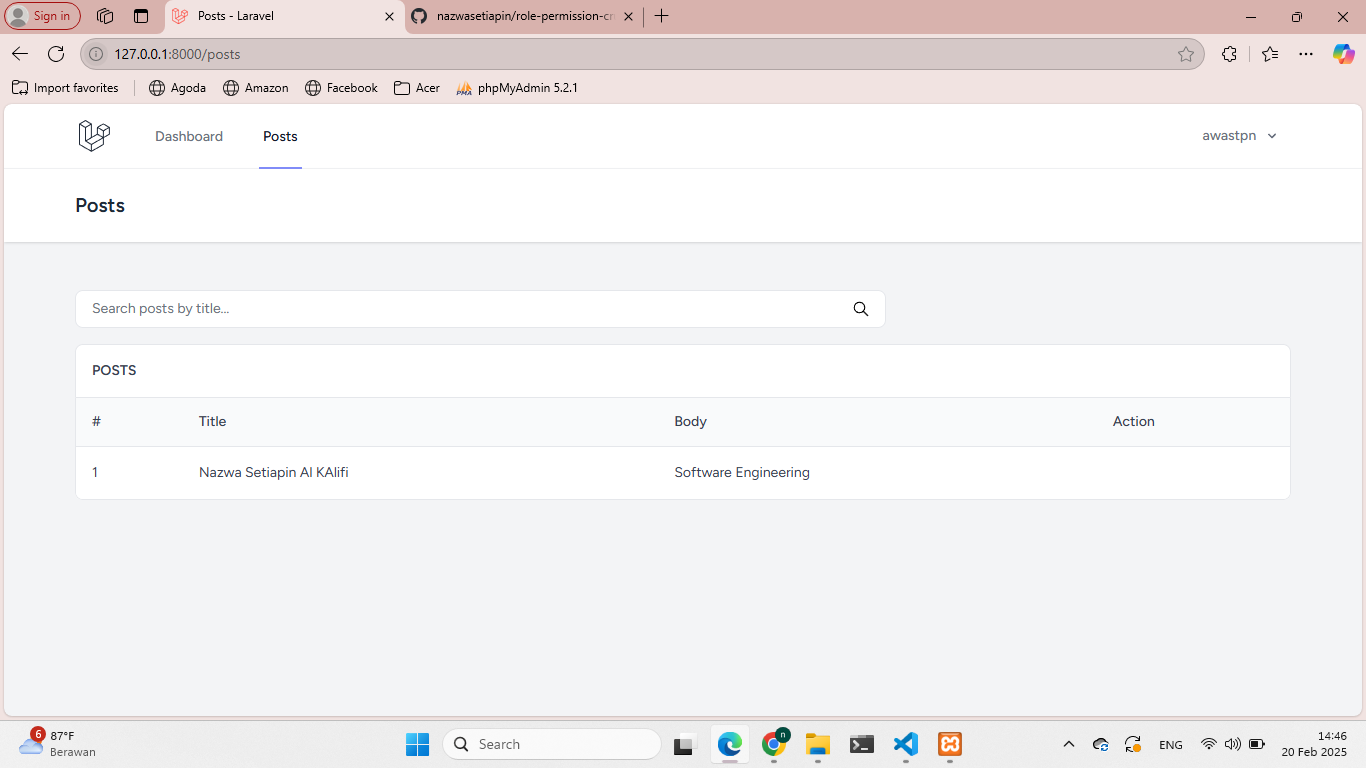 Sign in
Posts - Laravel
nazwasetiapin/role-permission-cr
127.0.0.1:8000/posts
Import favorites
Agoda
Amazon
Facebook
Acer
phpMyAdmin 5.2.1
Dashboard
Posts
awastpn
Posts
Search posts by title...
POSTS
# Title Body Action
1 Nazwa Setiapin Al KAlifi Software Engineering
6
87°F
Berawan
Search
n
ENG
14:46
20 Feb 2025